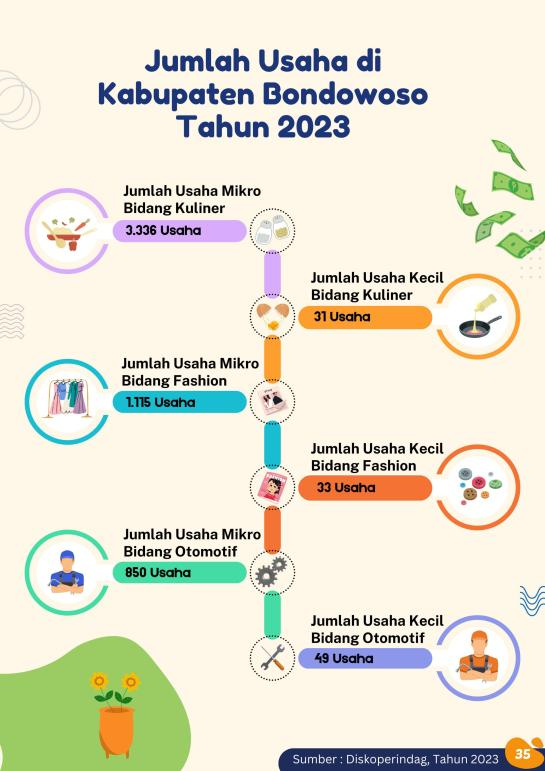 Jumlah Usaha di
Kabupaten Bondowoso
Tahun 2023
Jumlah Usaha Mikro
Bidang Kuliner
3.336 Usaha
Jumlah Usaha Kecil
Bidang Kuliner
31 Usaha
Jumlah Usaha Mikro
Bidang Fashion
1.115 Usaha
Jumlah Usaha Kecil
Bidang Fashion
33 Usaha
Jumlah Usaha Mikro
Bidang Otomotif
850 Usaha
Jumlah Usaha Kecil
Bidang Otomotif
49 Usaha
Sumber : Diskoperindag, Tahun 2023
35